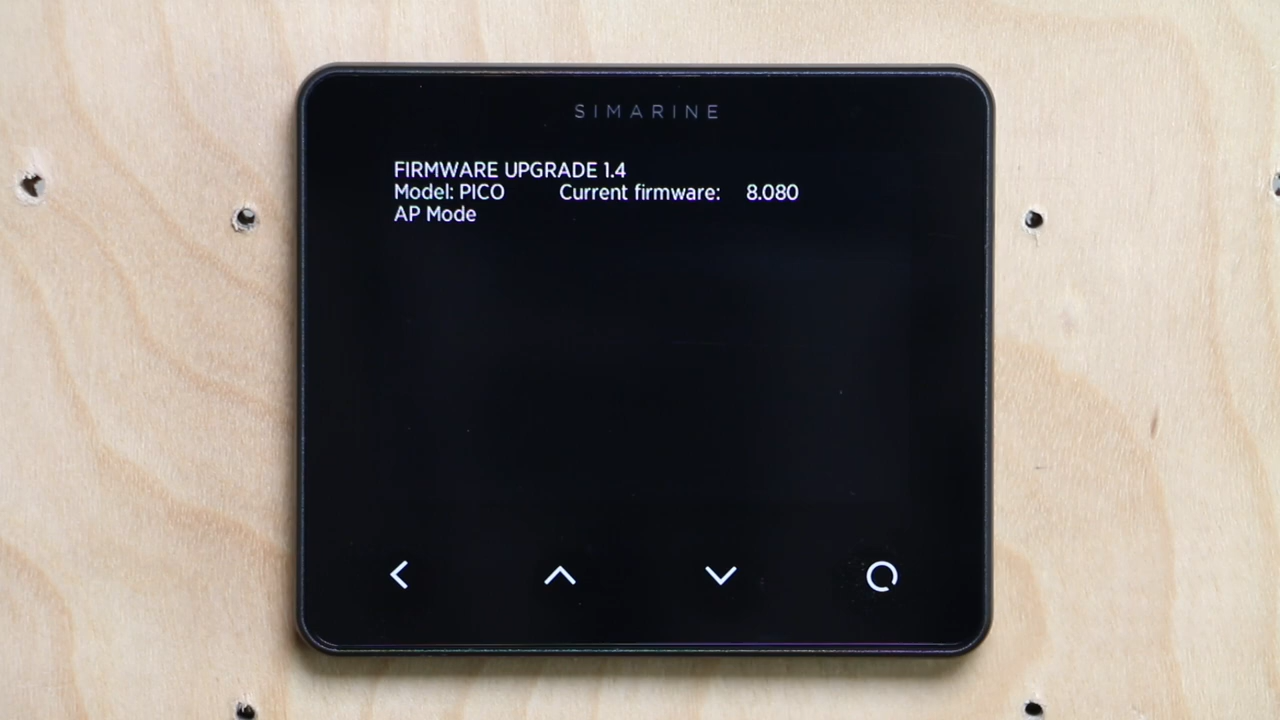 SIMARINE
FIRMWARE UPGRADE 1.4
Model: PICO Current firmware: 8.080
AP Mode